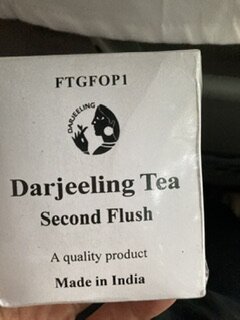 FTGFOP1
DARJEELING
Darjeeling Tea
Second Flush
A quality product
Made in India